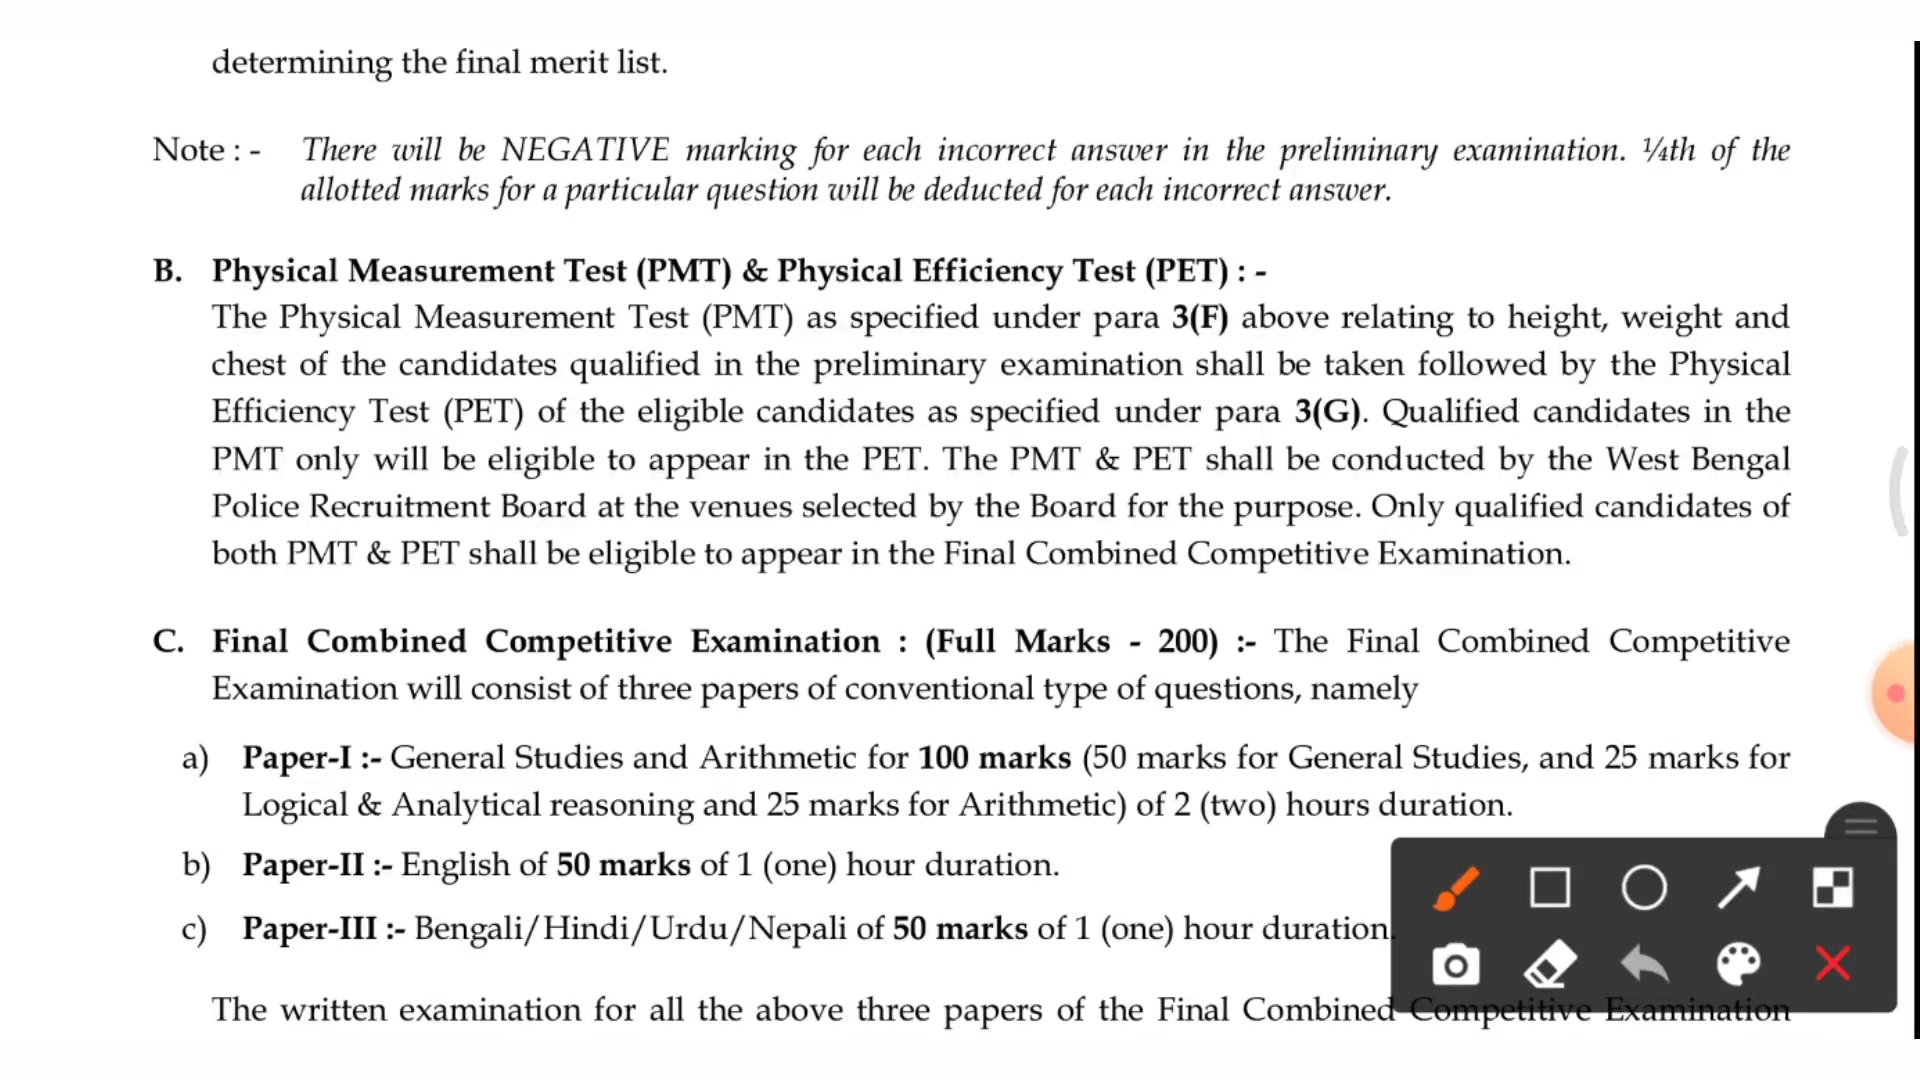 determining the final merit list.
Note : - There will be NEGATIVE marking for each incorrect answer in the preliminary examination. ¼th of the
allotted marks for a particular question will be deducted for each incorrect answer.
B. Physical Measurement Test (PMT) & Physical Efficiency Test (PET) : -
The Physical Measurement Test (PMT) as specified under para 3(F) above relating to height, weight and
chest of the candidates qualified in the preliminary examination shall be taken followed by the Physical
Efficiency Test (PET) of the eligible candidates as specified under para 3(G). Qualified candidates in the
PMT only will be eligible to appear in the PET. The PMT & PET shall be conducted by the West Bengal
Police Recruitment Board at the venues selected by the Board for the purpose. Only qualified candidates of
both PMT & PET shall be eligible to appear in the Final Combined Competitive Examination.
C. Final Combined Competitive Examination : (Full Marks - 200) :- The Final Combined Competitive
Examination will consist of three papers of conventional type of questions, namely
a) Paper-I :- General Studies and Arithmetic for 100 marks (50 marks for General Studies, and 25 marks for
Logical & Analytical reasoning and 25 marks for Arithmetic) of 2 (two) hours duration.
b) Paper-II :- English of 50 marks of 1 (one) hour duration.
c) Paper-III :- Bengali/Hindi/Urdu/Nepali of 50 marks of 1 (one) hour duration.
The written examination for all the above three papers of the Final Combined Competitive Examination